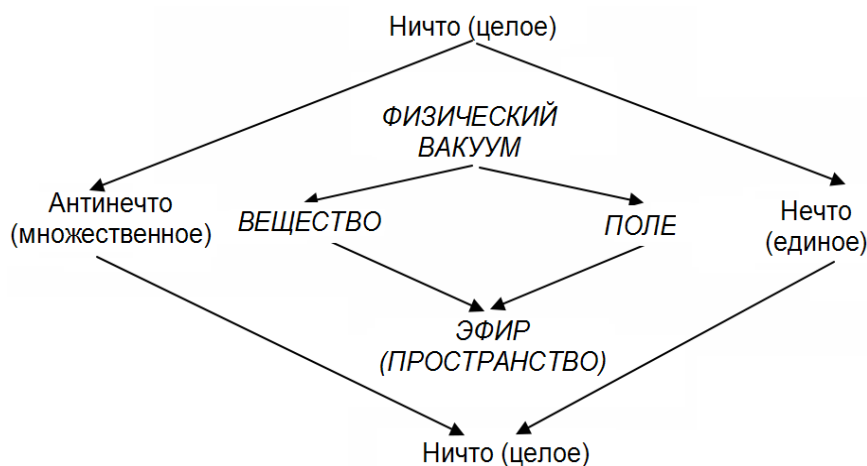 Ничто (целое)
ФИЗИЧЕСКИЙ
ВАКУУМ
Антинечто
(множественное)
ВЕЩЕСТВО
ПОЛЕ
Нечто
(единое)
ЭФИР
(ПРОСТРАНСТВО)
Ничто (целое)